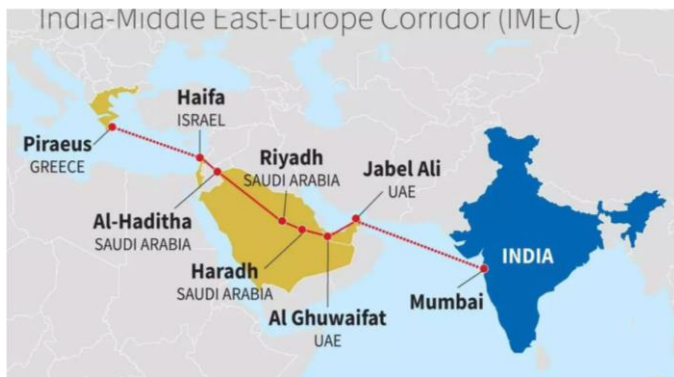 India-Middle East-Europe Corridor (IMEC)
Haifa
ISRAEL
Piraeus
GREECE
Riyadh
SAUDI ARABIA
Jabel Ali
UAE
Al-Haditha
SAUDI ARABIA
INDIA
Haradh
SAUDI ARABIA
Mumbai
Al Ghuwaifat
UAE